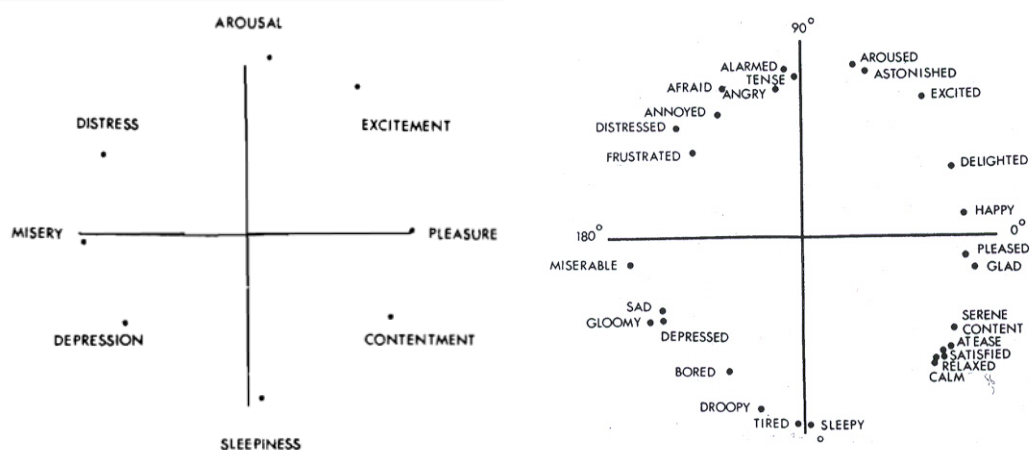 AROUSAL
DISTRESS
EXCITEMENT
MISERY
PLEASURE
DEPRESSION
CONTENTMENT
SLEEPINESS
90°
ALARMED
AROUSED
TENSE
ASTONISHED
AFRAID
ANGRY
EXCITED
ANNOYED
DISTRESSED
FRUSTRATED
DELIGHTED
HAPPY
180°
0°
PLEASED
MISERABLE
GLAD
SAD
SERENE
GLOOMY
CONTENT
DEPRESSED
AT EASE
SATISFIED
RELAXED
BORED
CALM
DROOPY
TIRED
SLEEPY